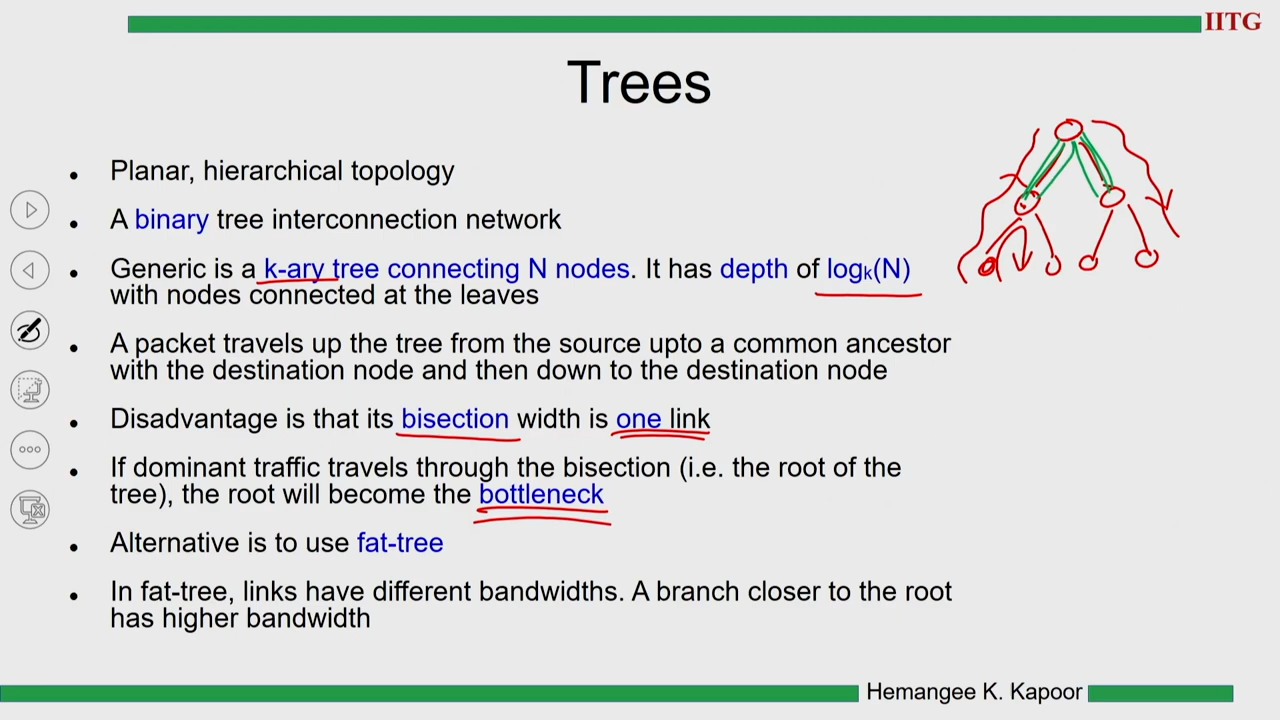 IITG
Trees
• Planar, hierarchical topology
• A binary tree interconnection network
• Generic is a k-ary tree connecting N nodes. It has depth of logₖ(N)
with nodes connected at the leaves
• A packet travels up the tree from the source upto a common ancestor
with the destination node and then down to the destination node
• Disadvantage is that its bisection width is one link
• If dominant traffic travels through the bisection (i.e. the root of the
tree), the root will become the bottleneck
• Alternative is to use fat-tree
• In fat-tree, links have different bandwidths. A branch closer to the root
has higher bandwidth
Hemangee K. Kapoor